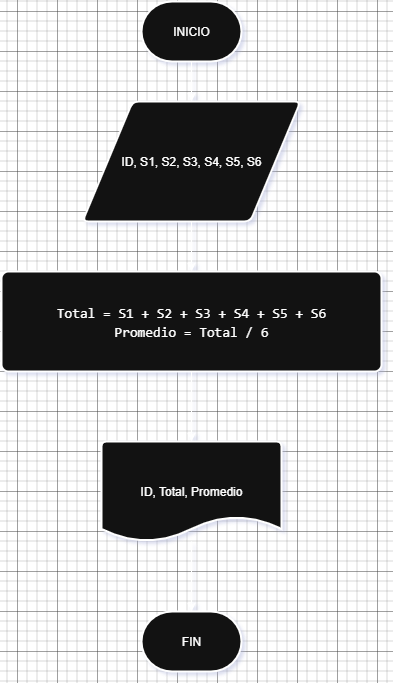 INICIO
ID, S1, S2, S3, S4, S5, S6
Total = S1 + S2 + S3 + S4 + S5 + S6
Promedio = Total / 6
ID, Total, Promedio
FIN